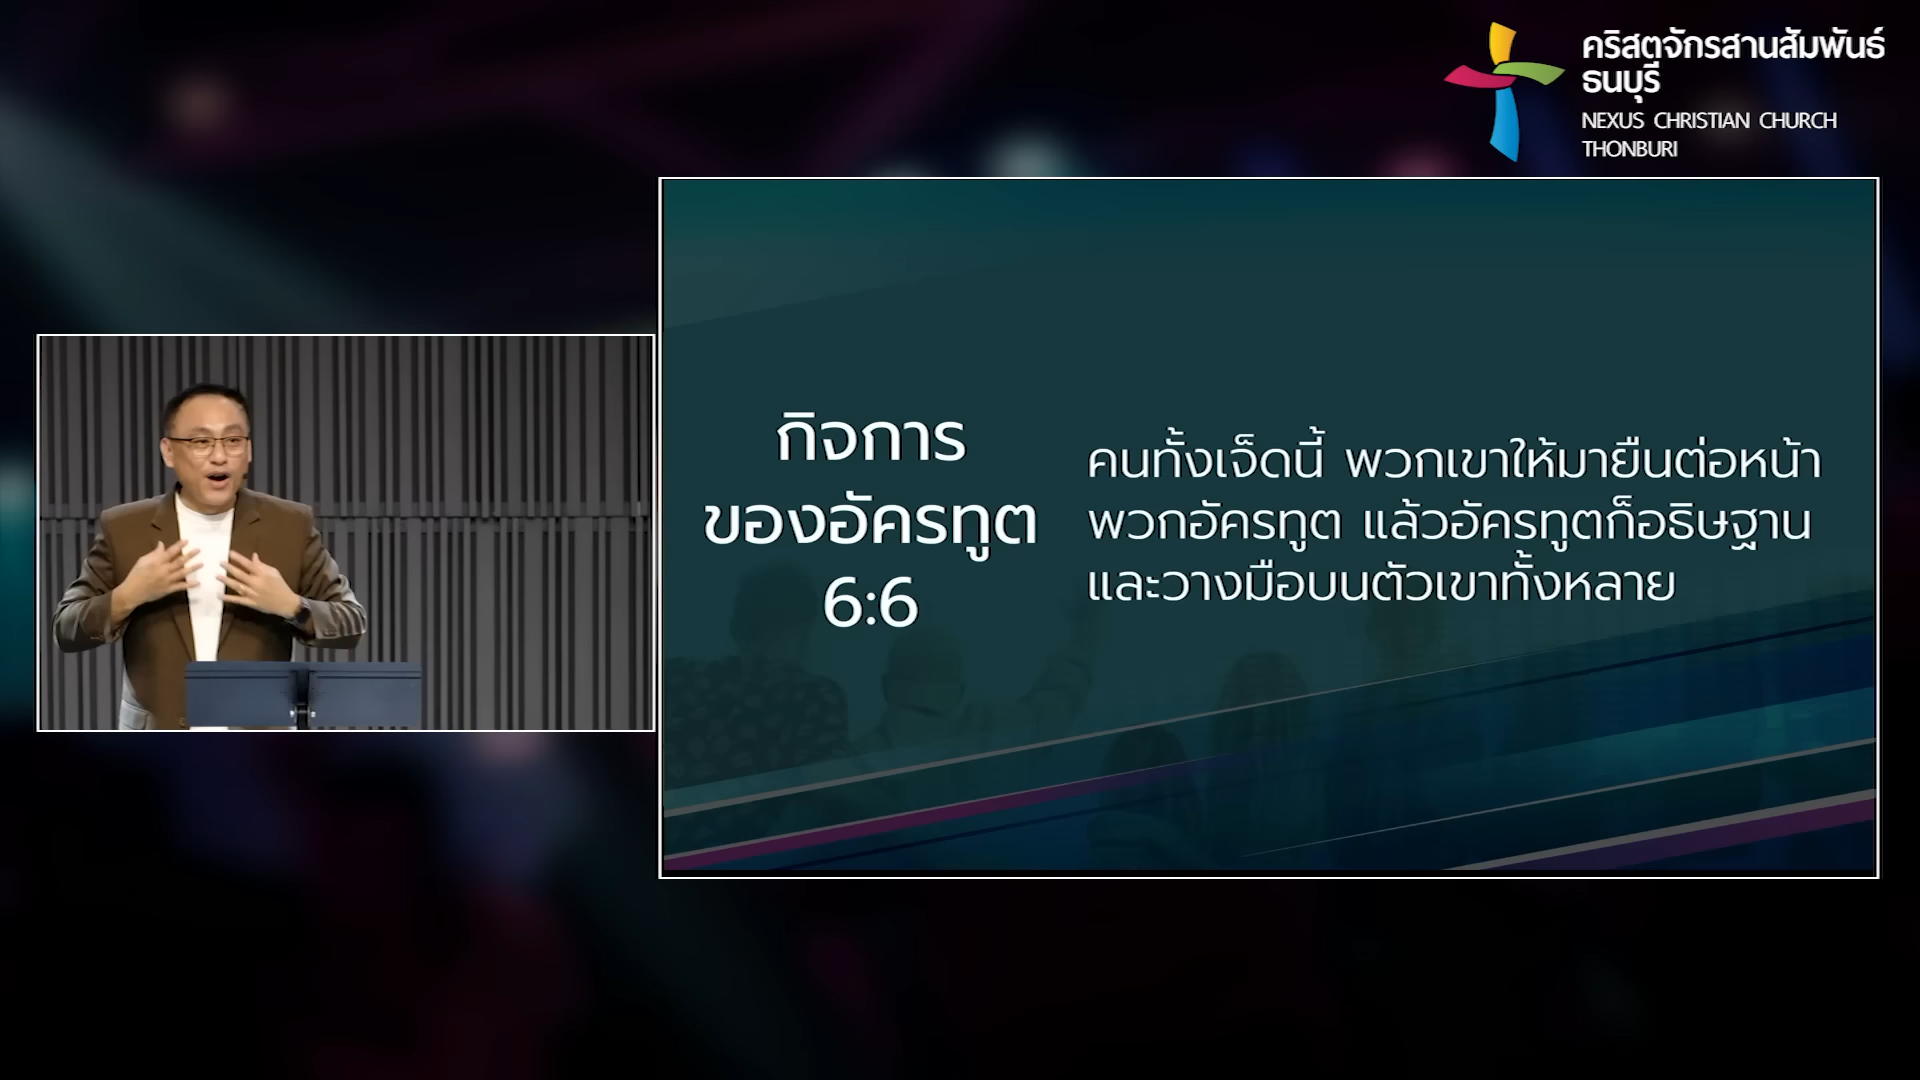 คริสตจักรสานสัมพันธ์
ธนบุรี
NEXUS CHRISTIAN CHURCH
THONBURI
กิจการ
ของอัครทูต
6:6
คนทั้งเจ็ดนี้ พวกเขาให้มายืนต่อหน้า
พวกอัครทูต แล้วอัครทูตก็อธิษฐาน
และวางมือบนตัวเขาทั้งหลาย